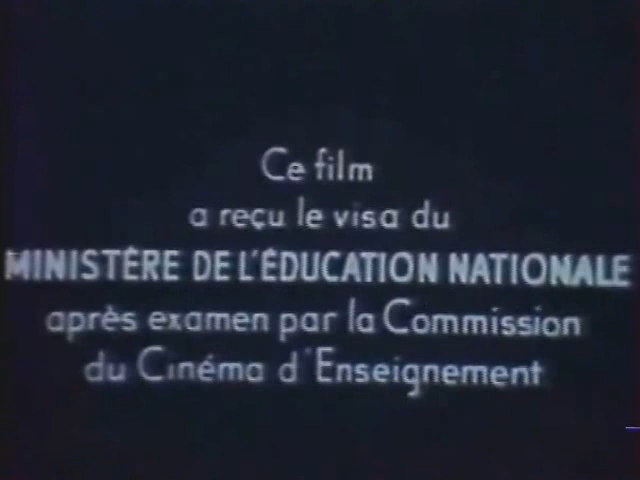 Ce film
a reçu le visa du
MINISTÈRE DE L'ÉDUCATION NATIONALE
après examen par la Commission
du Cinéma d'Enseignement